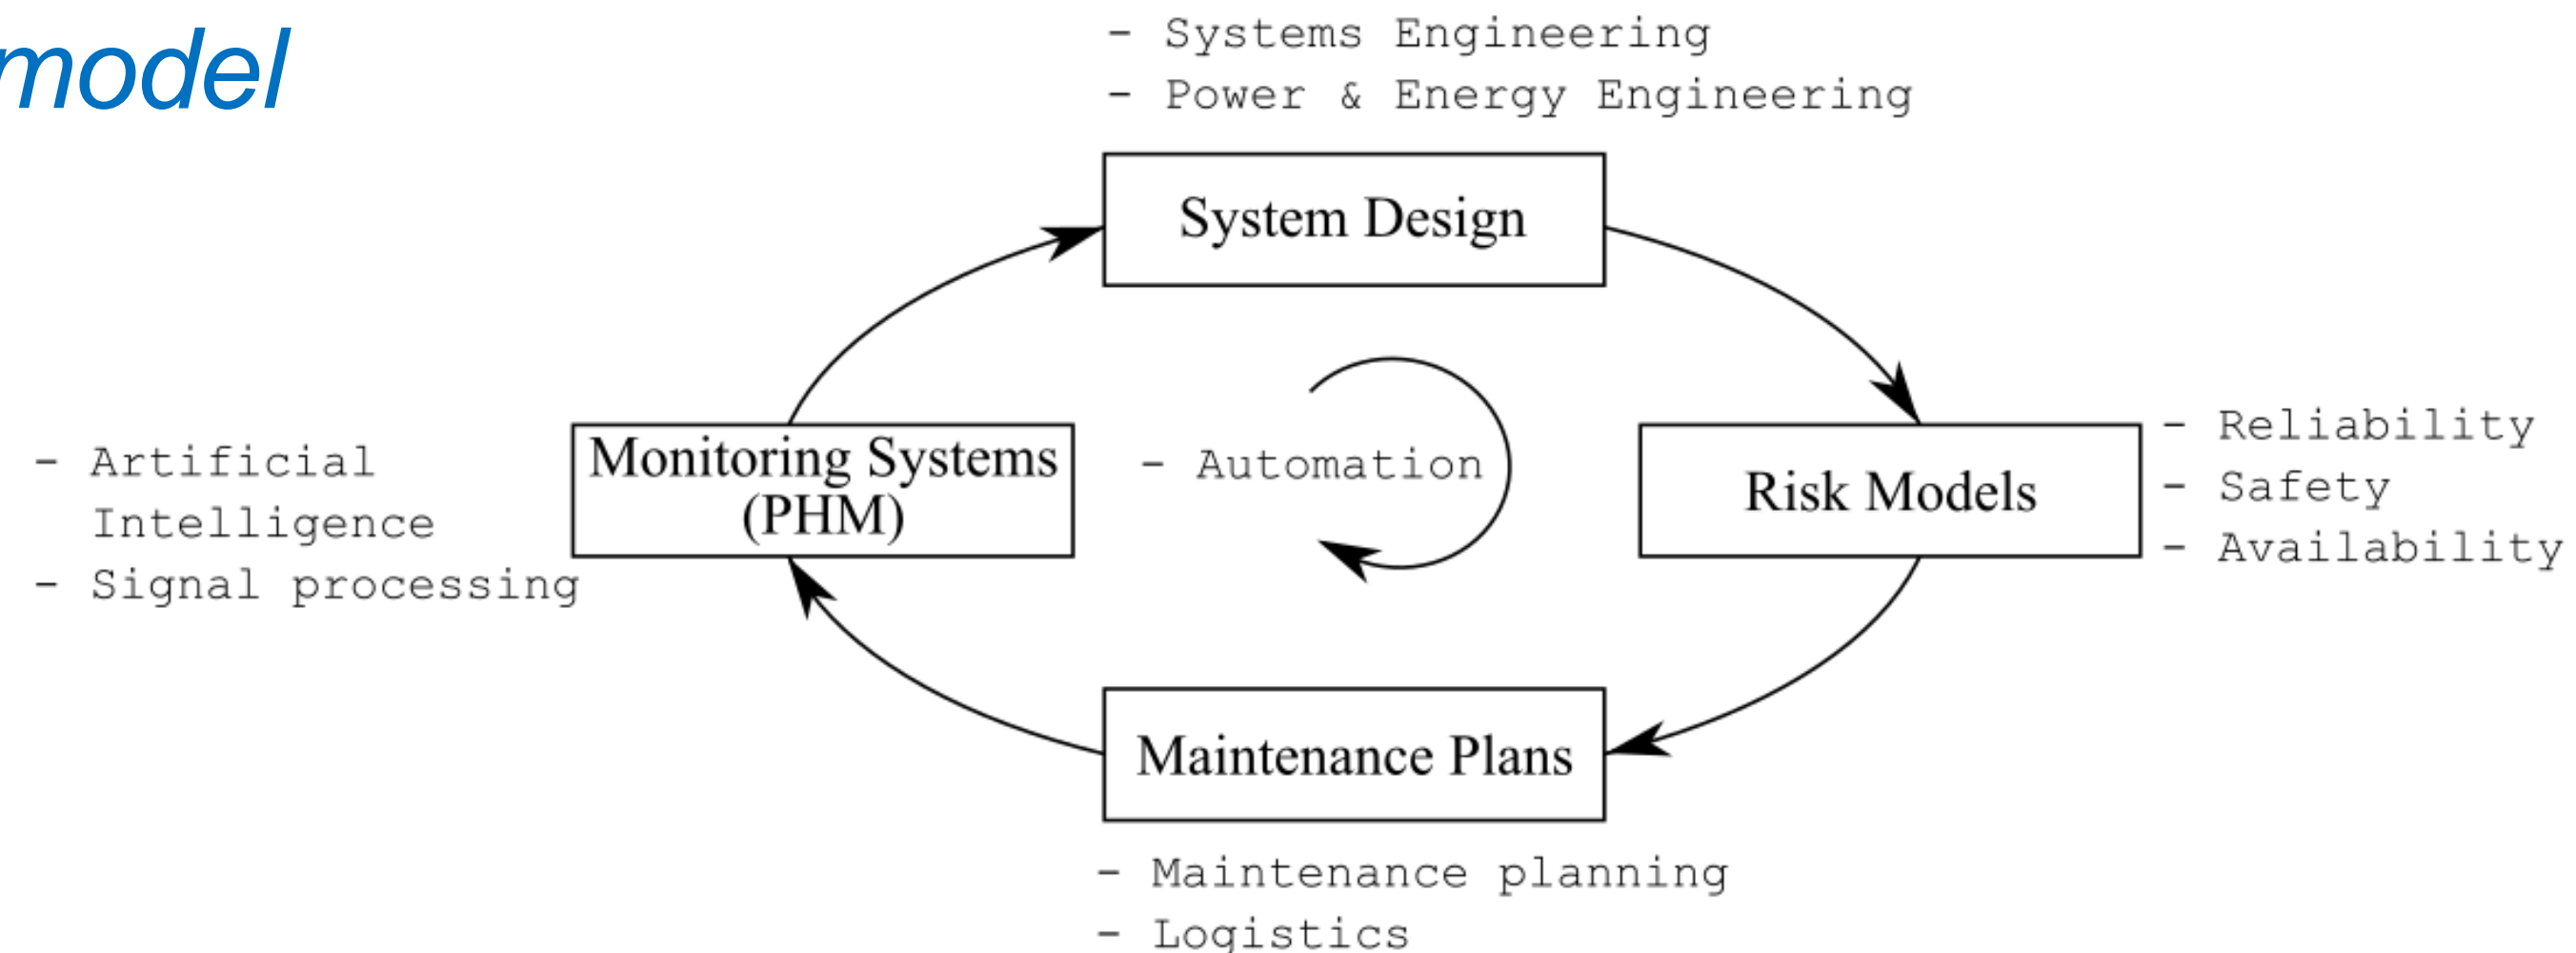 model
- Systems Engineering
- Power & Energy Engineering
System Design
- Artificial
Intelligence
- Signal processing
Monitoring Systems
(PHM)
- Automation
Risk Models
- Reliability
- Safety
- Availability
Maintenance Plans
- Maintenance planning
- Logistics